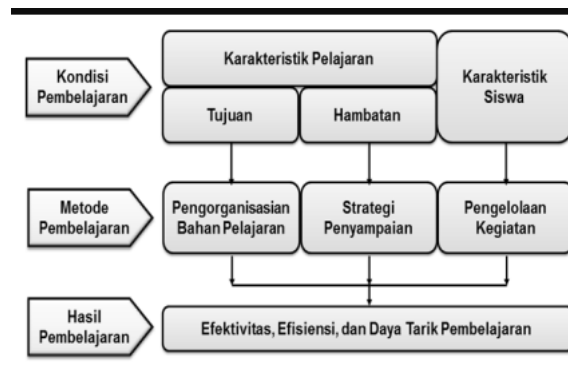 Kondisi
Pembelajaran
Karakteristik Pelajaran
Tujuan
Hambatan
Karakteristik
Siswa
Metode
Pembelajaran
Pengorganisasian
Bahan Pelajaran
Strategi
Penyampaian
Pengelolaan
Kegiatan
Hasil
Pembelajaran
Efektivitas, Efisiensi, dan Daya Tarik Pembelajaran